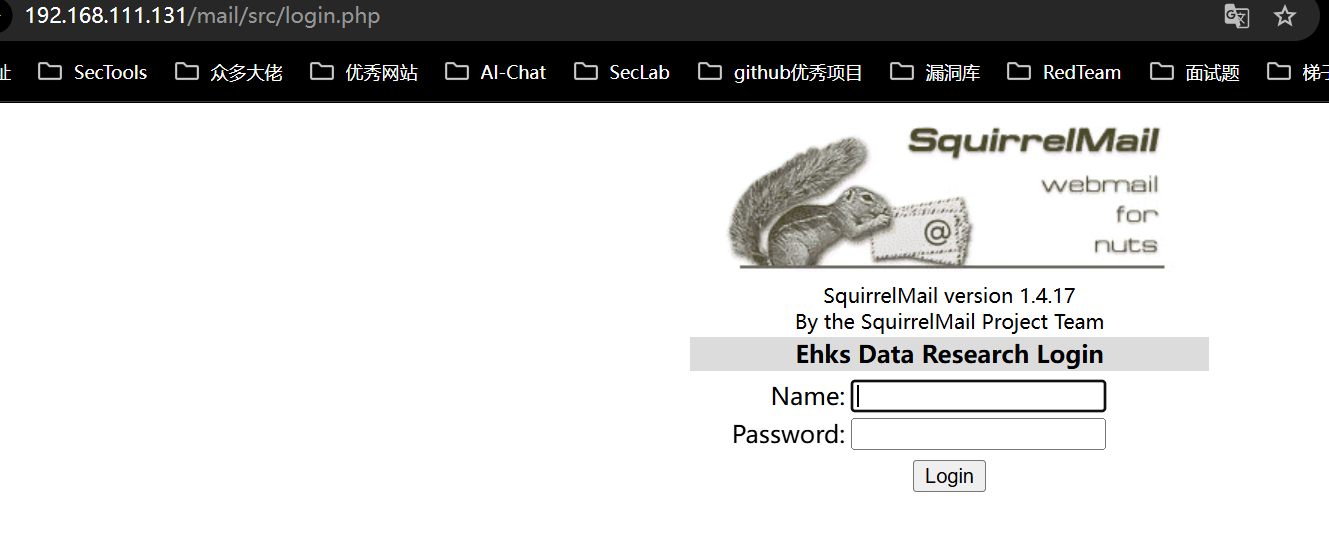 192.168.111.131/mail/src/login.php
址 SecTools 众多大佬 优秀网站 AI-Chat SecLab github优秀项目 漏洞库 RedTeam 面试题
SquirrelMail
webmail
for
nuts
SquirrelMail version 1.4.17
By the SquirrelMail Project Team
Ehks Data Research Login
Name:
Password:
Login